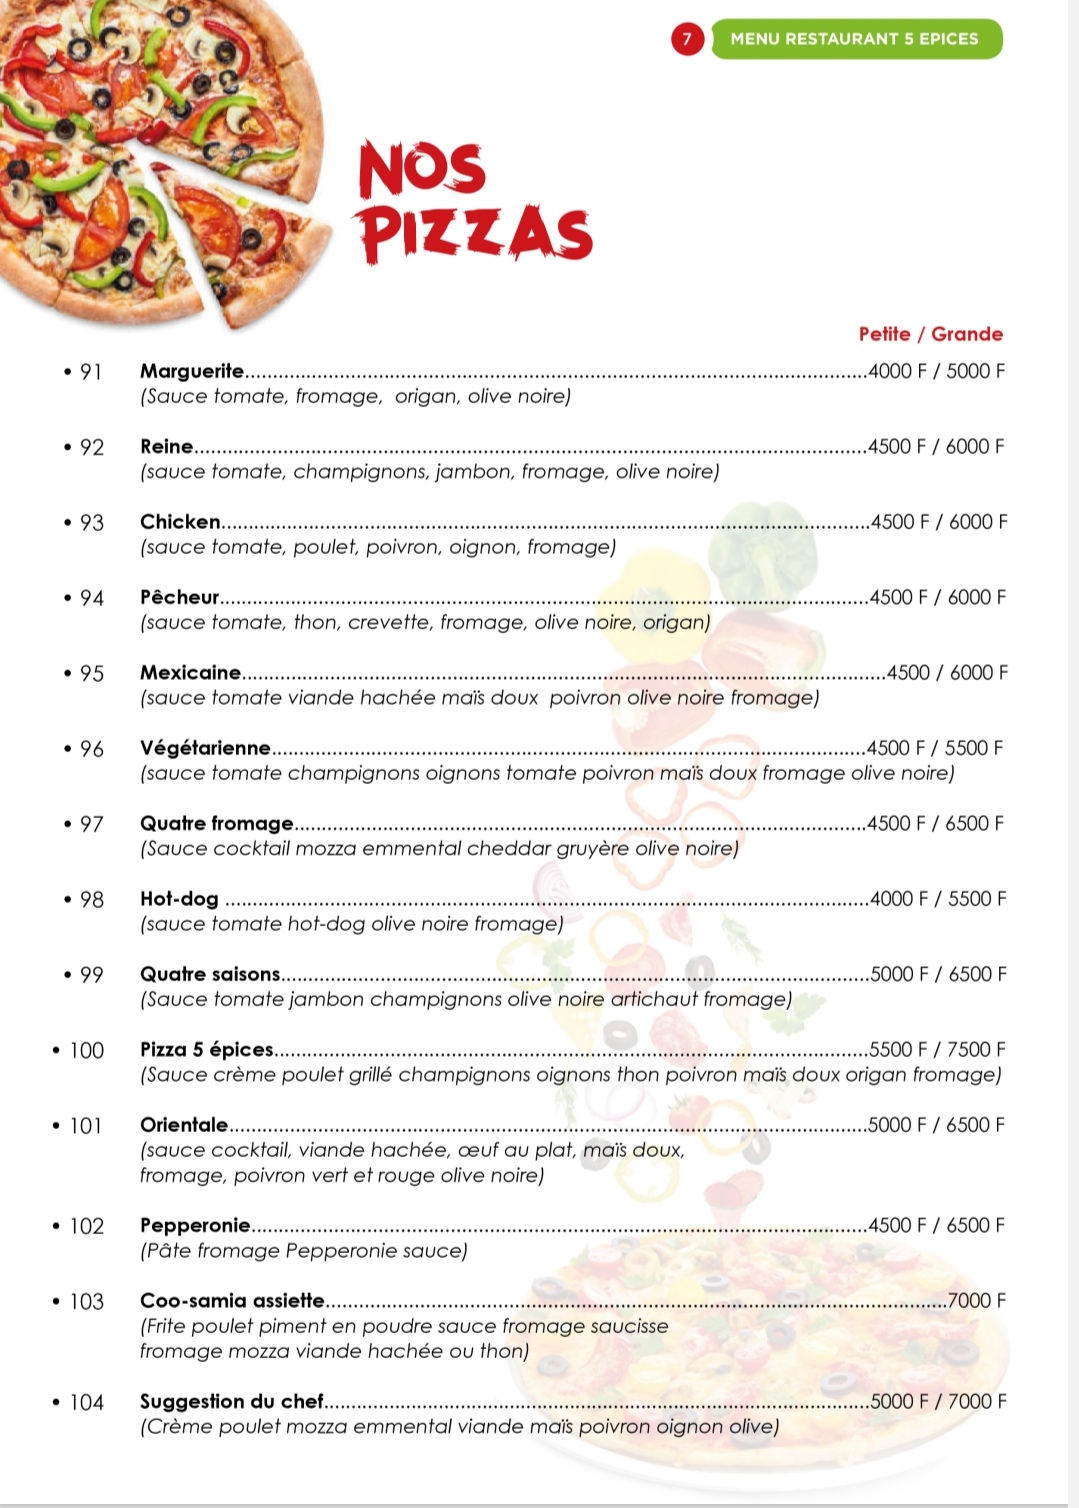 7 MENU RESTAURANT 5 EPICES
NOS
PIZZAS
Petite / Grande
• 91 Marguerite..........4000 F / 5000 F
(Sauce tomate, fromage, origan, olive noire)
• 92 Reine..........4500 F / 6000 F
(sauce tomate, champignons, jambon, fromage, olive noire)
• 93 Chicken..........4500 F / 6000 F
(sauce tomate, poulet, poivron, oignon, fromage)
• 94 Pêcheur..........4500 F / 6000 F
(sauce tomate, thon, crevette, fromage, olive noire, origan)
• 95 Mexicaine..........4500 / 6000 F
(sauce tomate viande hachée maïs doux poivron olive noire fromage)
• 96 Végétarienne..........4500 F / 5500 F
(sauce tomate champignons oignons tomate poivron maïs doux fromage olive noire)
• 97 Quatre fromage..........4500 F / 6500 F
(Sauce cocktail mozza emmental cheddar gruyère olive noire)
• 98 Hot-dog ..........4000 F / 5500 F
(sauce tomate hot-dog olive noire fromage)
• 99 Quatre saisons..........5000 F / 6500 F
(Sauce tomate jambon champignons olive noire artichaut fromage)
• 100 Pizza 5 épices..........5500 F / 7500 F
(Sauce crème poulet grillé champignons oignons thon poivron maïs doux origan fromage)
• 101 Orientale..........5000 F / 6500 F
(sauce cocktail, viande hachée, œuf au plat, maïs doux,
fromage, poivron vert et rouge olive noire)
• 102 Pepperonie..........4500 F / 6500 F
(Pâte fromage Pepperonie sauce)
• 103 Coo-samia assiette..........7000 F
(Frite poulet piment en poudre sauce fromage saucisse
fromage mozza viande hachée ou thon)
• 104 Suggestion du chef..........5000 F / 7000 F
(Crème poulet mozza emmental viande maïs poivron oignon olive)